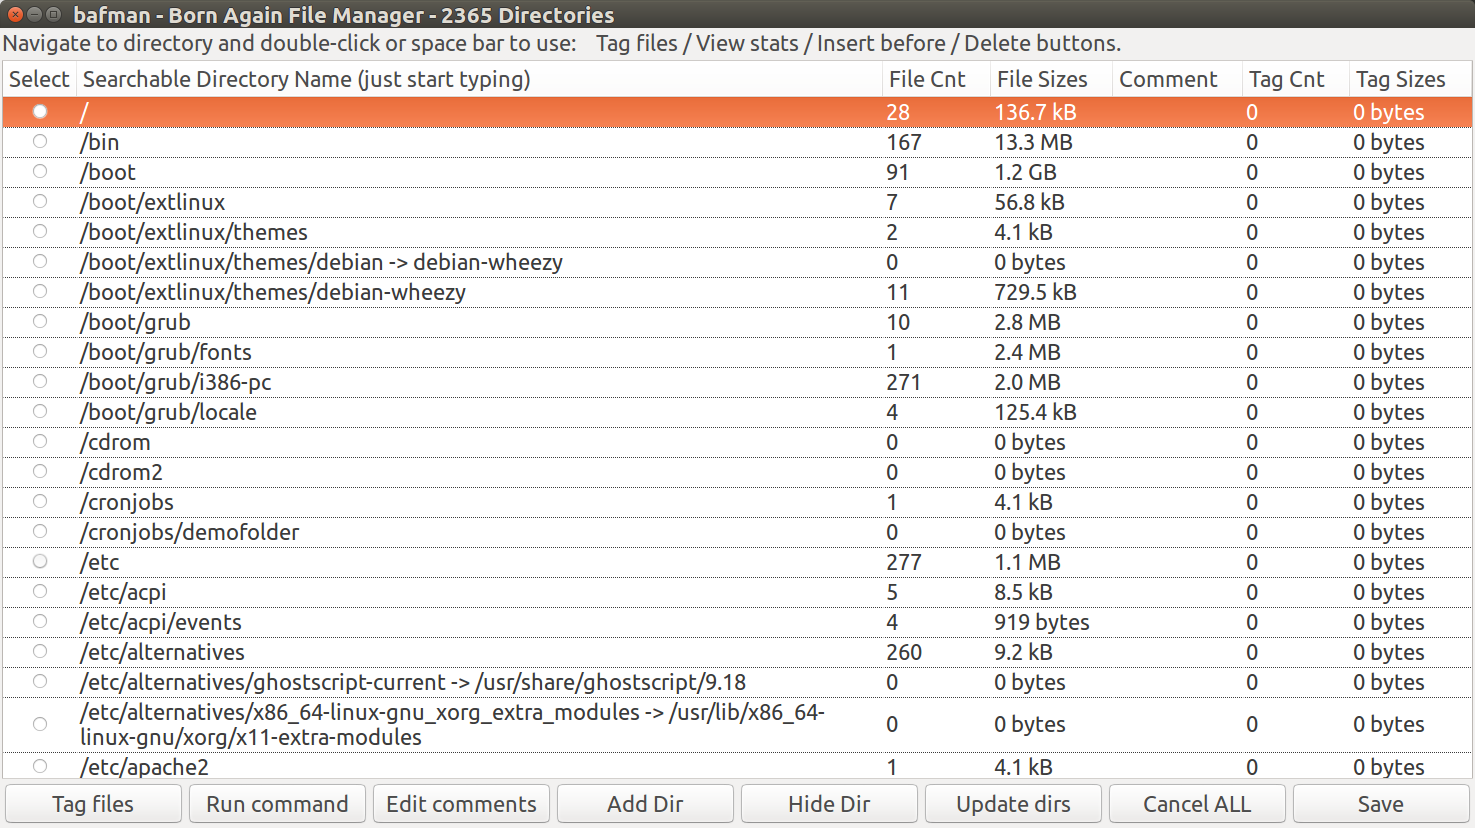 bafman - Born Again File Manager - 2365 Directories
Navigate to directory and double-click or space bar to use: Tag files / View stats / Insert before / Delete buttons.
Select Searchable Directory Name (just start typing) File Cnt File Sizes Comment Tag Cnt Tag Sizes
/ 28 136.7 kB 0 0 bytes
/bin 167 13.3 MB 0 0 bytes
/boot 91 1.2 GB 0 0 bytes
/boot/extlinux 7 56.8 kB 0 0 bytes
/boot/extlinux/themes 2 4.1 kB 0 0 bytes
/boot/extlinux/themes/debian -> debian-wheezy 0 0 bytes 0 0 bytes
/boot/extlinux/themes/debian-wheezy 11 729.5 kB 0 0 bytes
/boot/grub 10 2.8 MB 0 0 bytes
/boot/grub/fonts 1 2.4 MB 0 0 bytes
/boot/grub/i386-pc 271 2.0 MB 0 0 bytes
/boot/grub/locale 4 125.4 kB 0 0 bytes
/cdrom 0 0 bytes 0 0 bytes
/cdrom2 0 0 bytes 0 0 bytes
/cronjobs 1 4.1 kB 0 0 bytes
/cronjobs/demofolder 0 0 bytes 0 0 bytes
/etc 277 1.1 MB 0 0 bytes
/etc/acpi 5 8.5 kB 0 0 bytes
/etc/acpi/events 4 919 bytes 0 0 bytes
/etc/alternatives 260 9.2 kB 0 0 bytes
/etc/alternatives/ghostscript-current -> /usr/share/ghostscript/9.18 0 0 bytes 0 0 bytes
/etc/alternatives/x86_64-linux-gnu_xorg_extra_modules -> /usr/lib/x86_64-
linux-gnu/xorg/x11-extra-modules 0 0 bytes 0 0 bytes
/etc/apache2 1 4.1 kB 0 0 bytes
Tag files Run command Edit comments Add Dir Hide Dir Update dirs Cancel ALL Save